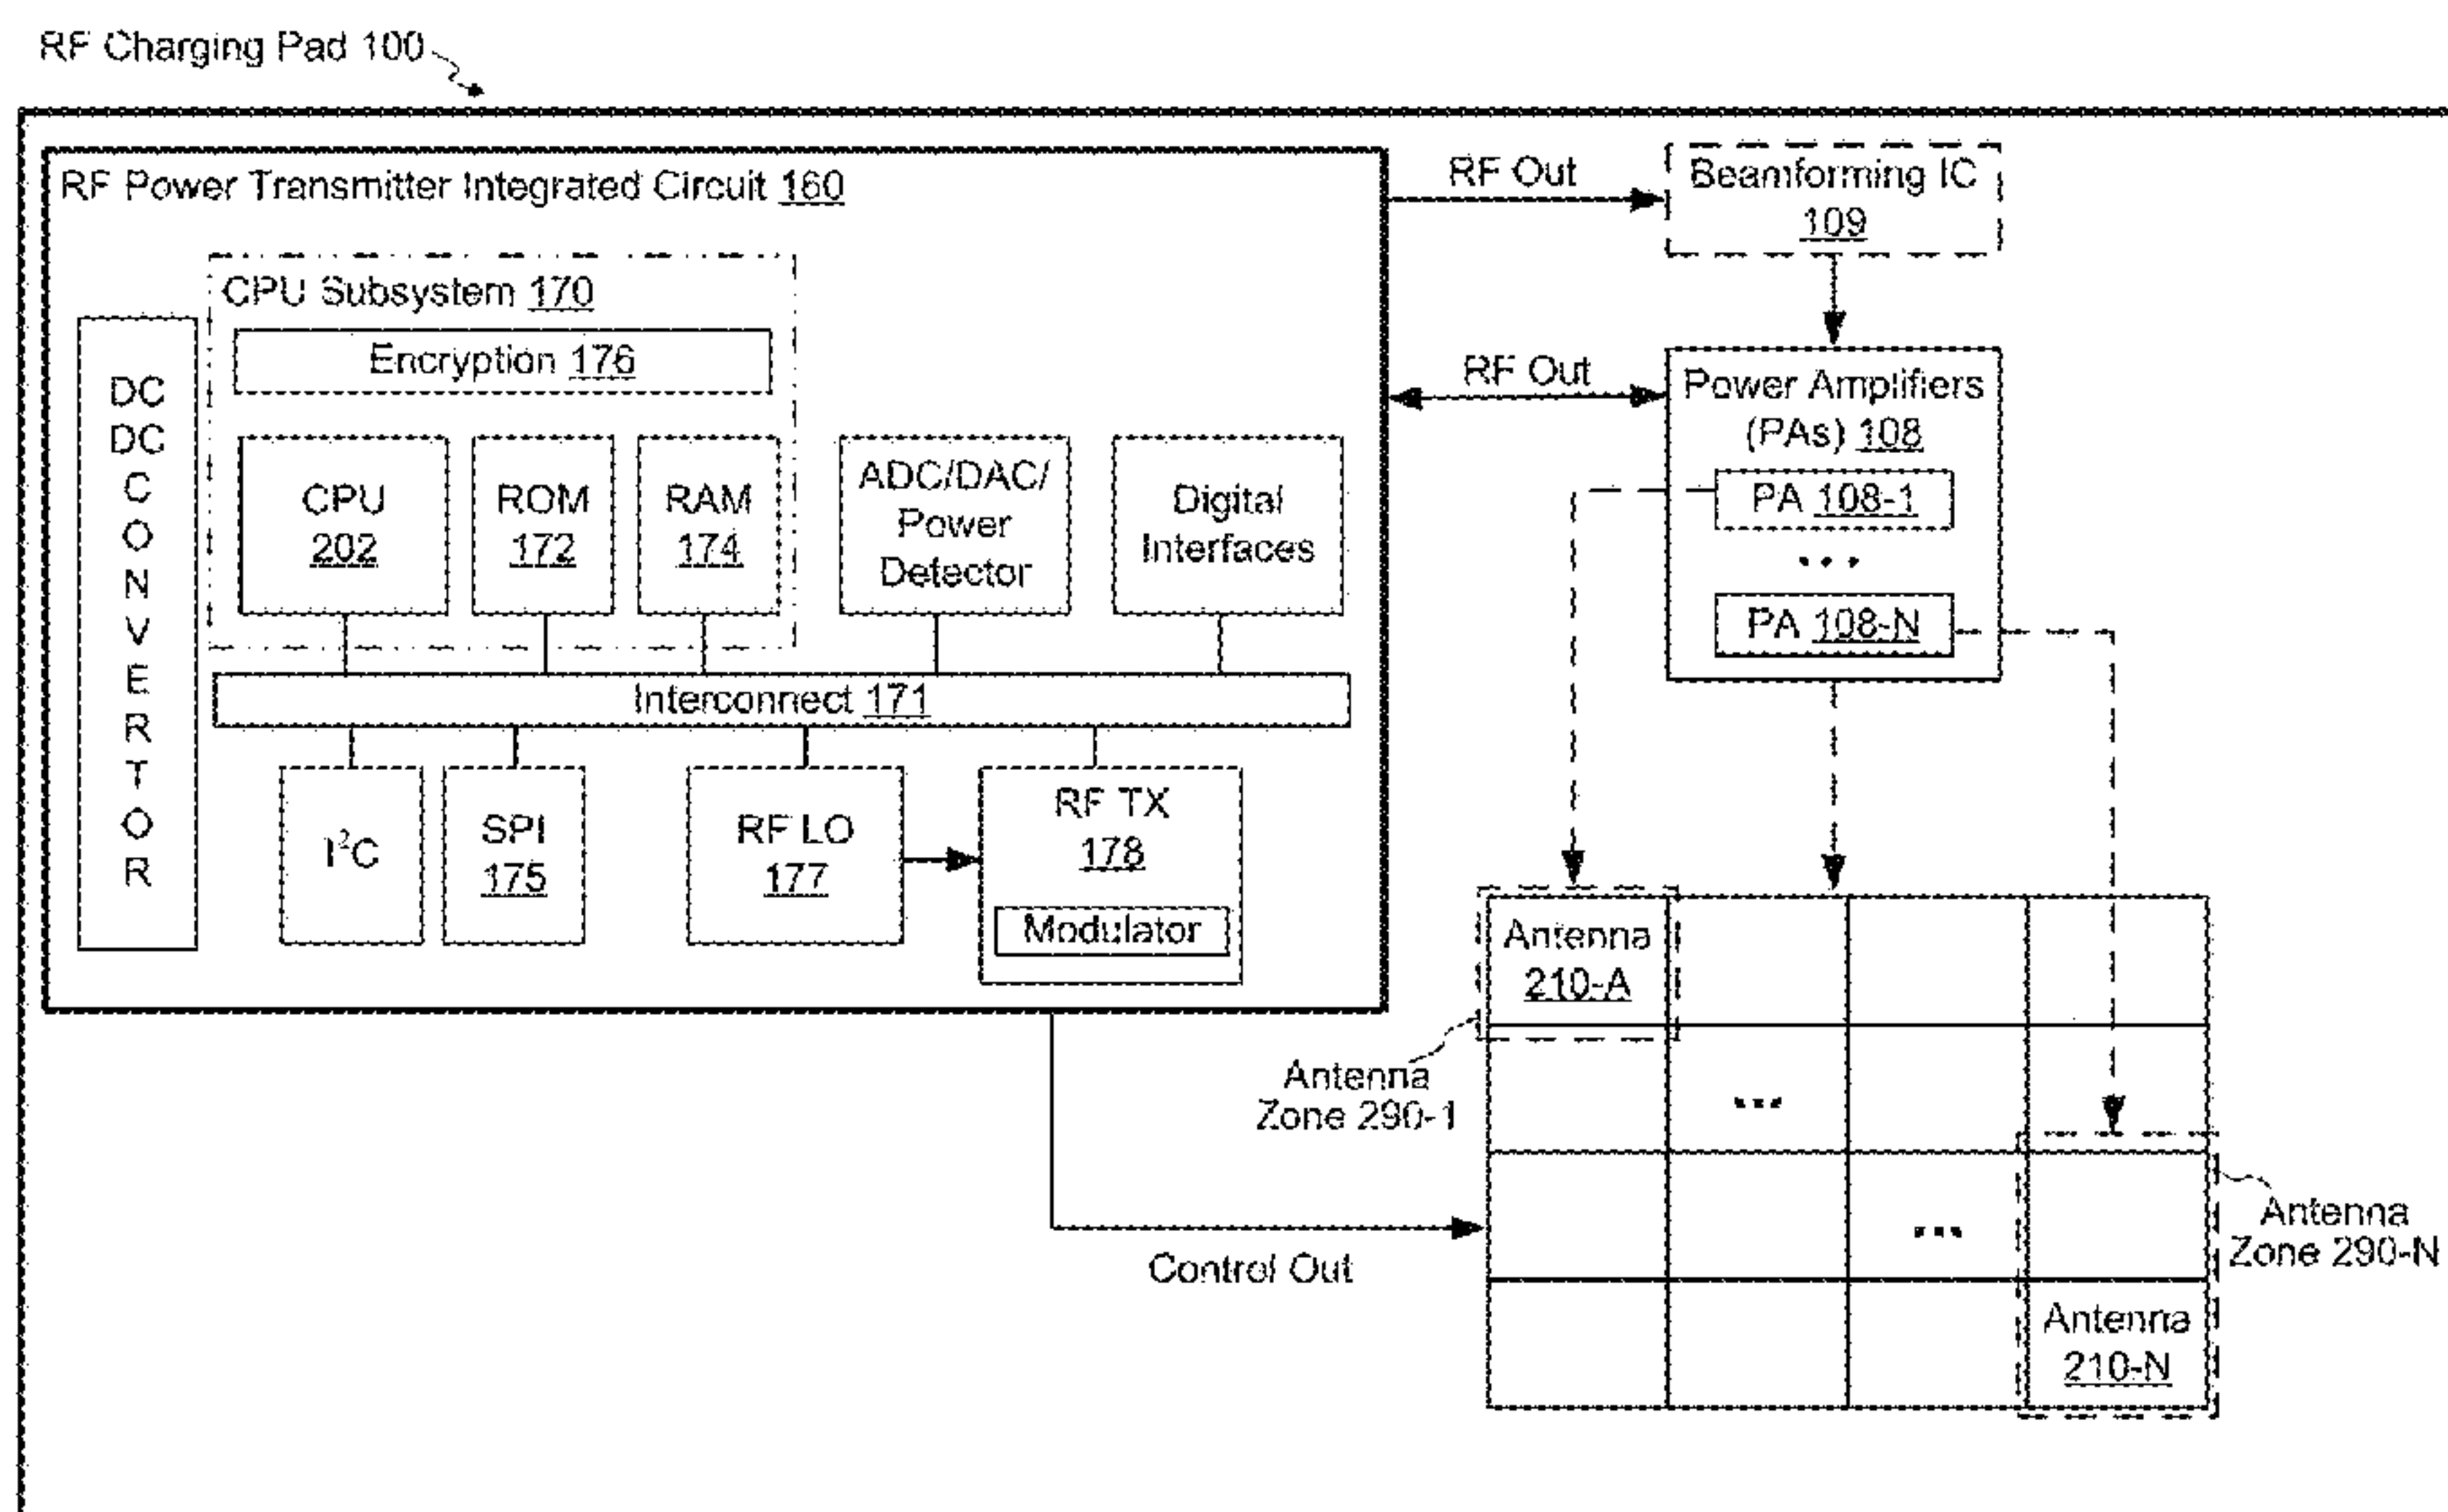 RF Charging Pad 100
RF Power Transmitter Integrated Circuit 160
CPU Subsystem 170
Encryption 176
DC
DC
C
O
N
V
E
R
T
O
R
CPU
202
ROM
172
RAM
174
ADC/DAC/
Power
Detector
Digital
Interfaces
Interconnect 171
I²C
SPI
175
RF LO
177
RF TX
178
Modulator
RF Out
Beamforming IC
109
RF Out
Power Amplifiers
(PAs) 108
PA 108-1
...
PA 108-N
Antenna
210-A
Antenna
Zone 290-1
...
...
Antenna
Zone 290-N
Control Out
Antenna
210-N